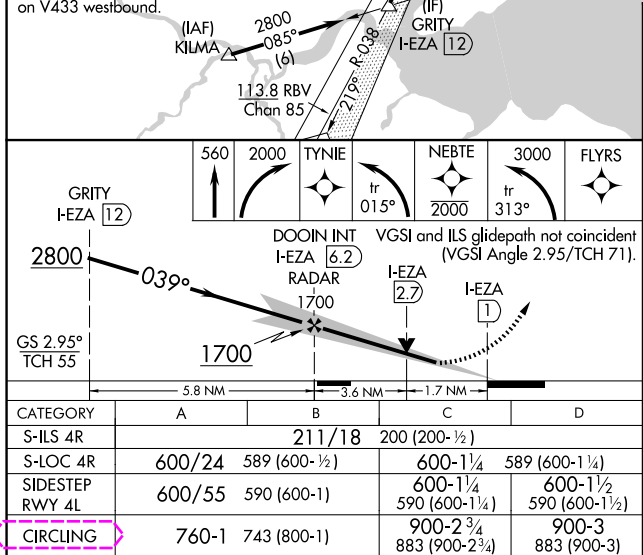 on V433 westbound.
(IAF)
KILMA
2800
085°
(6)
(IF)
GRITY
I-EZA 12
R-038
219°
113.8 RBV
Chan 85
560
2000
TYNIE
tr
015°
NEBTE
2000
3000
tr
313°
FLYRS
VGSI and ILS glidepath not coincident
(VGSI Angle 2.95/TCH 71).
GRITY
I-EZA 12
2800
039°
DOOIN INT
I-EZA 6.2
RADAR
1700
1700
I-EZA
2.7
I-EZA
1
GS 2.95°
TCH 55
5.8 NM
3.6 NM
1.7 NM
CATEGORY A B C D
S-ILS 4R 211/18 200 (200-½)
S-LOC 4R 600/24 589 (600-½) 600-1¼ 589 (600-1¼)
SIDESTEP
RWY 4L
600/55 590 (600-1)
600-1¼
590 (600-1¼)
600-1½
590 (600-1½)
CIRCLING 760-1 743 (800-1)
900-2¾
883 (900-2¾)
900-3
883 (900-3)